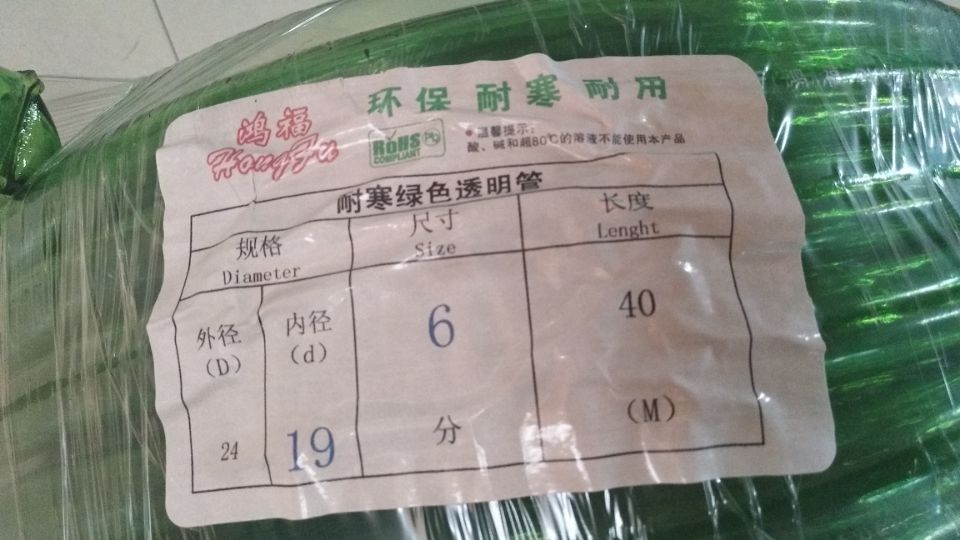 环保 耐寒 耐用
鸿福
HongFu
RoHS
COMPLIANT
Pb
温馨提示:
酸、碱和超80℃的溶液不能使用本产品
耐寒绿色透明管
规格
Diameter
尺寸
Size
长度
Lenght
外径
(D)
内径
(d)
6
40
24
19
分
(M)